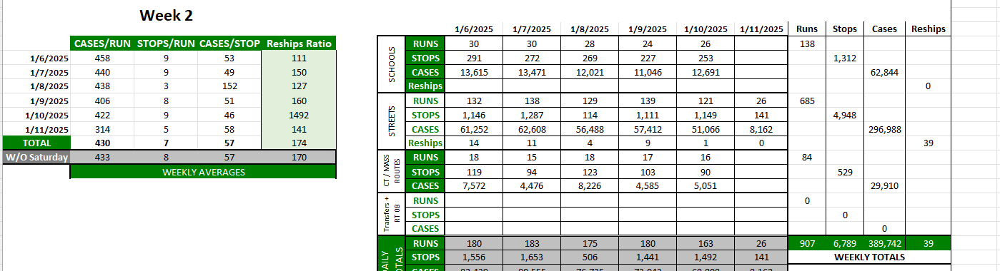 Week 2
CASES/RUN STOPS/RUN CASES/STOP Reships Ratio
1/6/2025 458 9 53 111
1/7/2025 440 9 49 150
1/8/2025 438 3 152 127
1/9/2025 406 8 51 160
1/10/2025 422 9 46 1492
1/11/2025 314 5 58 141
TOTAL 430 7 57 174
W/O Saturday 433 8 57 170
WEEKLY AVERAGES
1/6/2025 1/7/2025 1/8/2025 1/9/2025 1/10/2025 1/11/2025 Runs Stops Cases Reships
SCHOOLS
RUNS 30 30 28 24 26 138
STOPS 291 272 269 227 253 1,312
CASES 13,615 13,471 12,021 11,046 12,691 62,844
Reships 0
STREETS
RUNS 132 138 129 139 121 26 685
STOPS 1,146 1,287 114 1,111 1,149 141 4,948
CASES 61,252 62,608 56,488 57,412 51,066 8,162 296,988
Reships 14 11 4 9 1 0 39
CT / MASS
ROUTES
RUNS 18 15 18 17 16 84
STOPS 119 94 123 103 90 529
CASES 7,572 4,476 8,226 4,585 5,051 29,910
Transfers +
RT 08
RUNS 0
STOPS 0
CASES 0
RUNS 180 183 175 180 163 26 907 6,789 389,742 39
STOPS 1,556 1,653 506 1,441 1,492 141 WEEKLY TOTALS